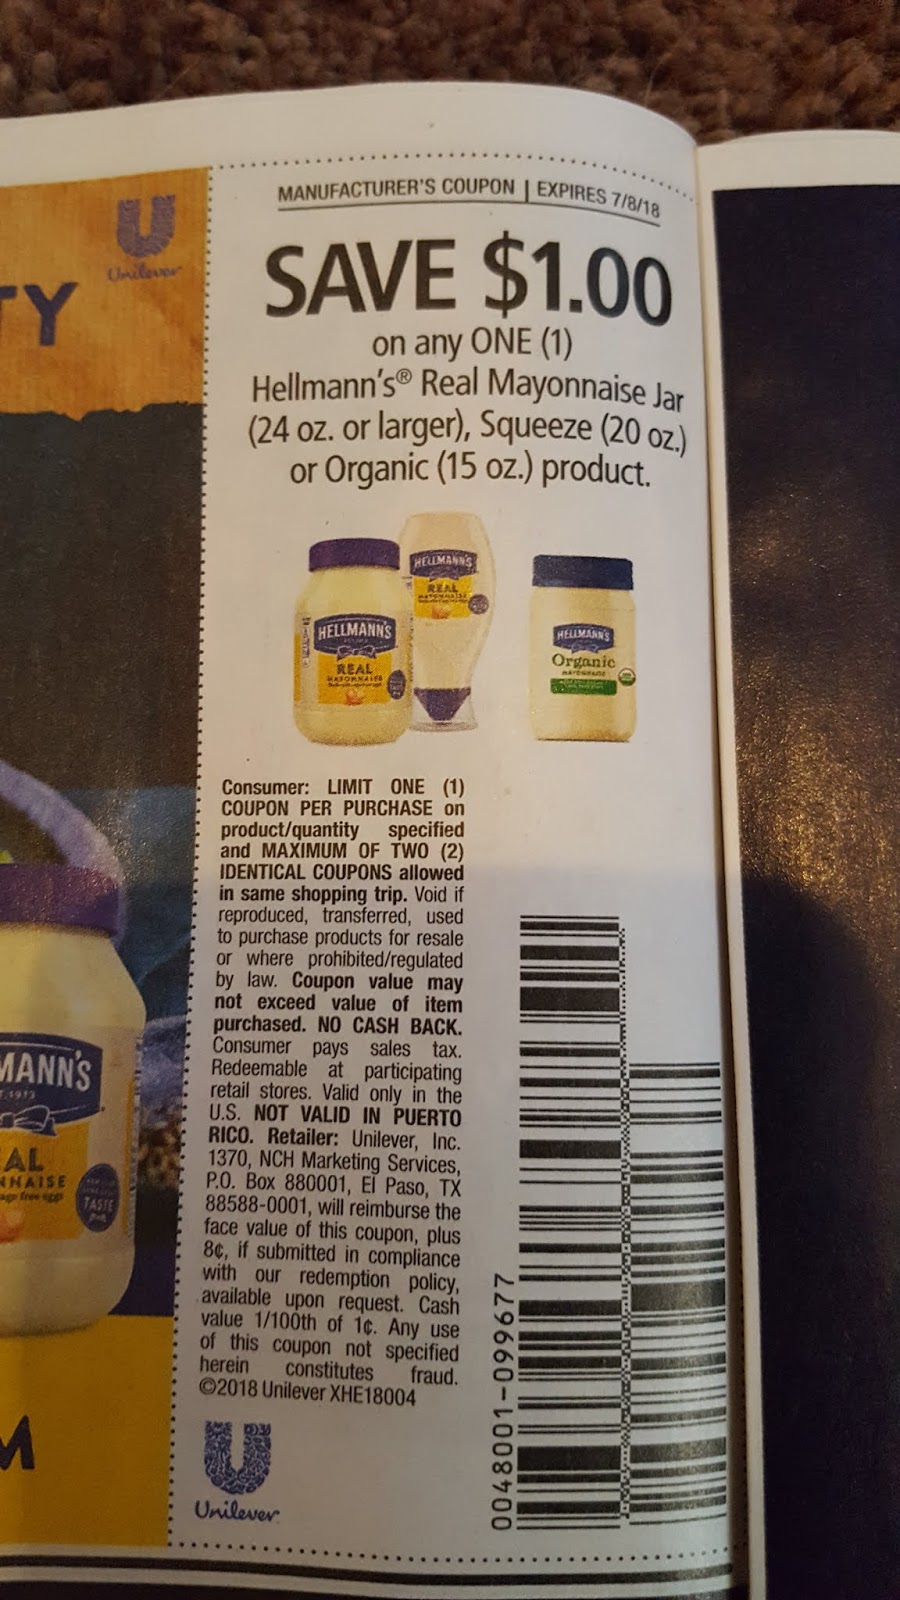 Unilever
TY
MANUFACTURER'S COUPON | EXPIRES 7/8/18
SAVE $1.00
on any ONE (1)
Hellmann's® Real Mayonnaise Jar
(24 oz. or larger), Squeeze (20 oz.)
or Organic (15 oz.) product.
HELLMANN'S
REAL
MAYONNAISE
HELLMANN'S
REAL
MAYONNAISE
HELLMANN'S
Organic
MAYONNAISE
Consumer: LIMIT ONE (1)
COUPON PER PURCHASE on
product/quantity specified
and MAXIMUM OF TWO (2)
IDENTICAL COUPONS allowed
in same shopping trip. Void if
reproduced, transferred, used
to purchase products for resale
or where prohibited/regulated
by law. Coupon value may
not exceed value of item
purchased. NO CASH BACK.
Consumer pays sales tax.
Redeemable at participating
retail stores. Valid only in the
U.S. NOT VALID IN PUERTO
RICO. Retailer: Unilever, Inc.
1370, NCH Marketing Services,
P.O. Box 880001, El Paso, TX
88588-0001, will reimburse the
face value of this coupon, plus
8¢, if submitted in compliance
with our redemption policy,
available upon request. Cash
value 1/100th of 1¢. Any use
of this coupon not specified
herein constitutes fraud.
©2018 Unilever XHE18004
Unilever
0048001-099677
MANN'S
AL
NNAISE
age free eggs
TASTE
M